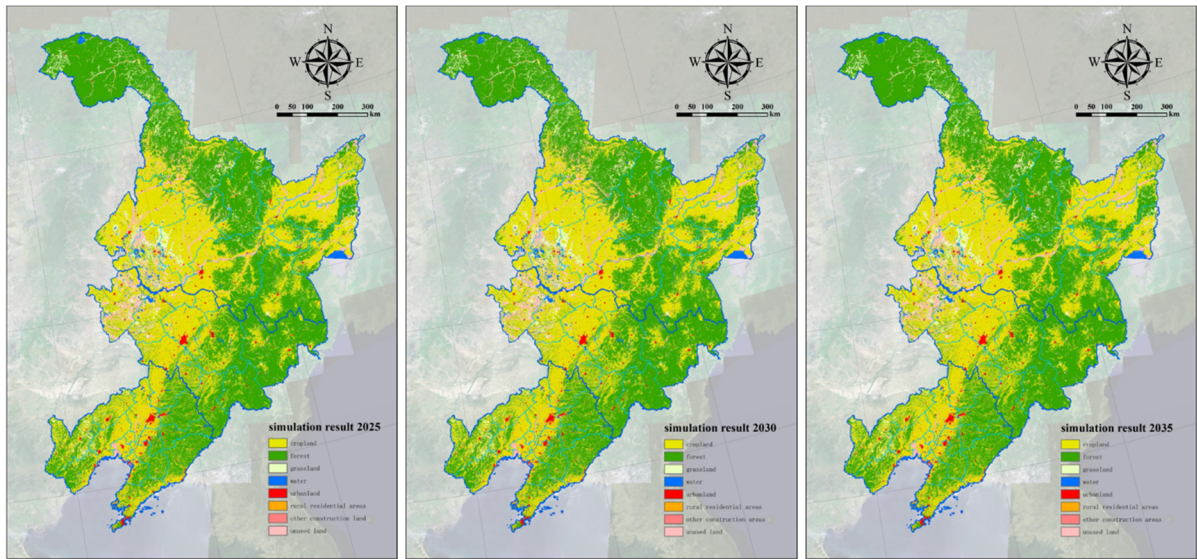 N
W E
S
0 50 100 200 300
km
simulation result 2025
cropland
forest
grassland
water
urbanland
rural residential areas
other construction land
unused land
N
W E
S
0 50 100 200 300
km
simulation result 2030
cropland
forest
grassland
water
urbanland
rural residential areas
other construction areas
unused land
N
W E
S
0 50 100 200 300
km
simulation result 2035
cropland
forest
grassland
water
urbanland
rural residential areas
other construction areas
unused land